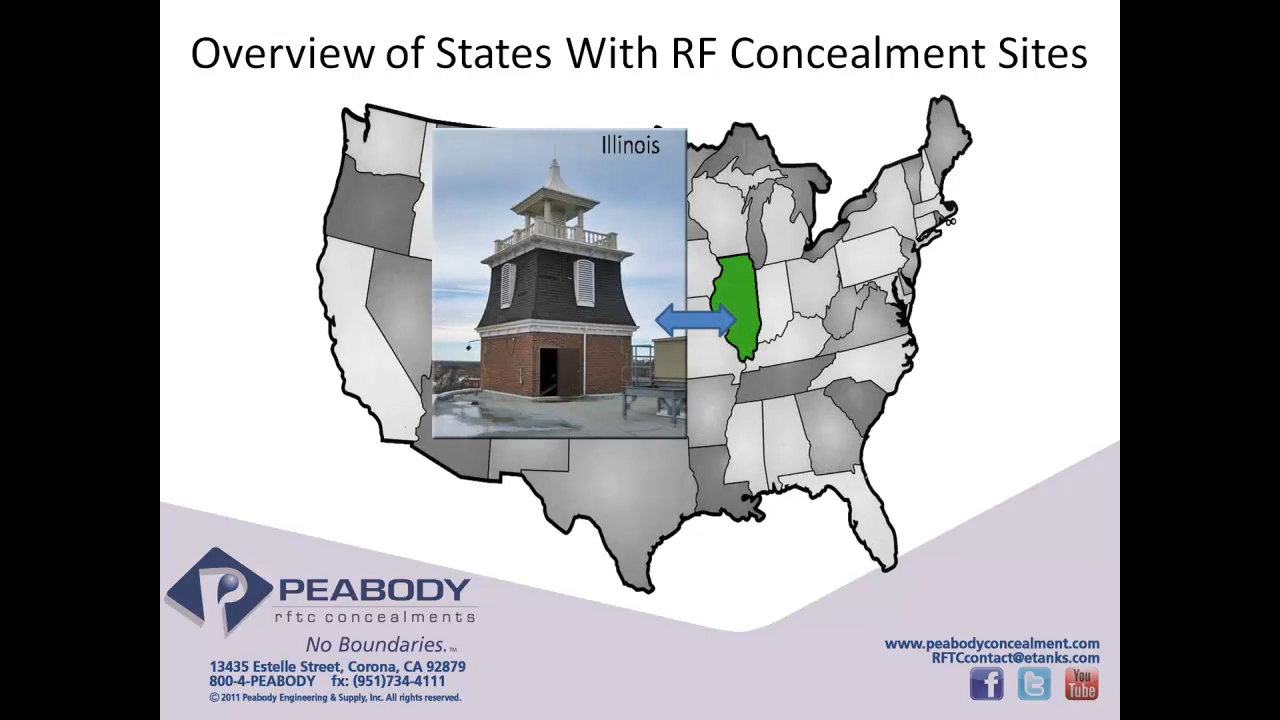 Overview of States With RF Concealment Sites
Illinois
PEABODY
rftc concealments
No Boundaries.™
13435 Estelle Street, Corona, CA 92879
800-4-PEABODY fx: (951)734-4111
© 2011 Peabody Engineering & Supply, Inc. All rights reserved.
www.peabodyconcealment.com
RFTCcontact@etanks.com
You
Tube